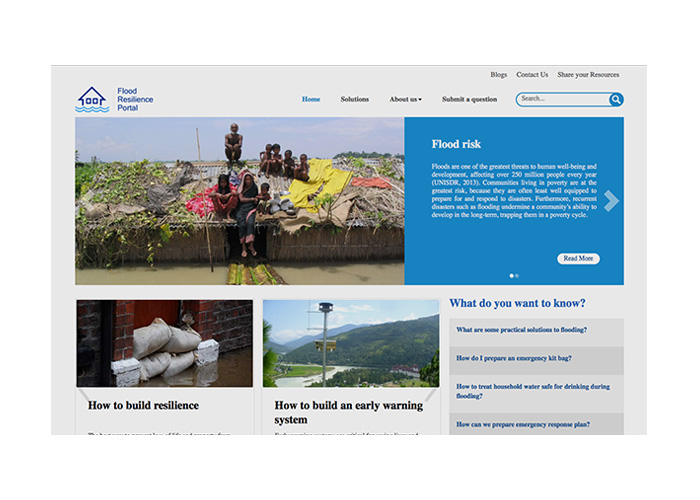 Blogs Contact Us Share your Resources
Flood
Resilience
Portal
Home Solutions About us Submit a question Search...
Flood risk
Floods are one of the greatest threats to human well-being and
development, affecting over 250 million people every year
(UNISDR, 2013). Communities living in poverty are at the
greatest risk, because they are often least well equipped to
prepare for and respond to disasters. Furthermore, recurrent
disasters such as flooding undermine a community's ability to
develop in the long-term, trapping them in a poverty cycle.
Read More
What do you want to know?
What are some practical solutions to flooding?
How do I prepare an emergency kit bag?
How to treat household water safe for drinking during
flooding?
How can we prepare emergency response plan?
How to build resilience
How to build an early warning
system